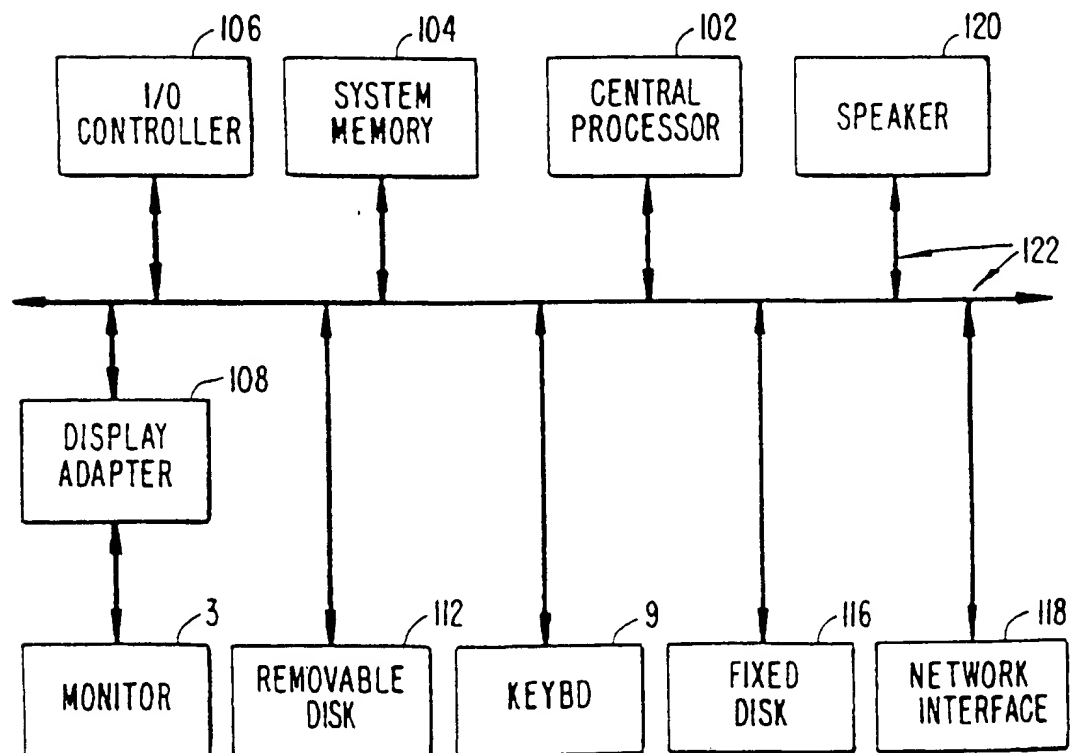 106
104
102
120
I/O
CONTROLLER
SYSTEM
MEMORY
CENTRAL
PROCESSOR
SPEAKER
122
108
DISPLAY
ADAPTER
3
112
9
116
118
MONITOR
REMOVABLE
DISK
KEYBD
FIXED
DISK
NETWORK
INTERFACE